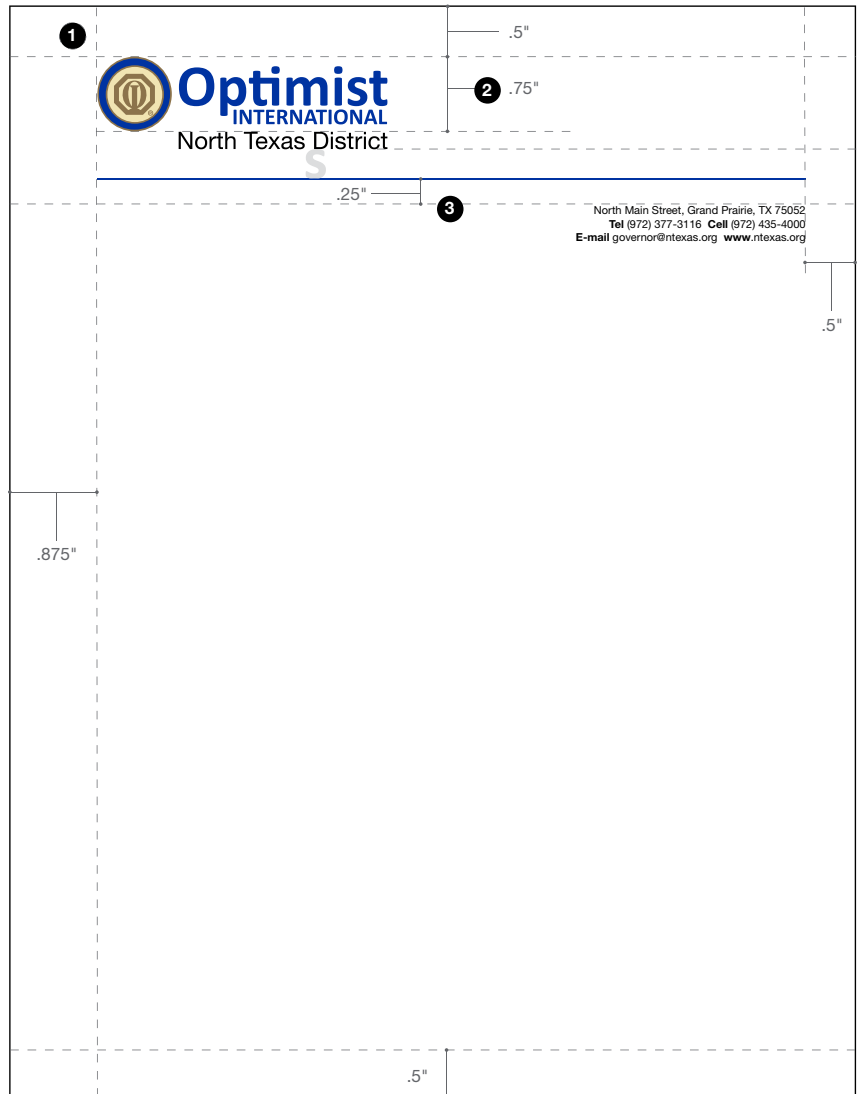 1
.5"
2 .75"
Optimist
INTERNATIONAL
North Texas District
S
.25"
3
North Main Street, Grand Prairie, TX 75052
Tel (972) 377-3116 Cell (972) 435-4000
E-mail governor@ntexas.org www.ntexas.org
.5"
.875"
.5"